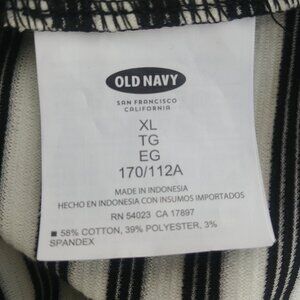 OLD NAVY
SAN FRANCISCO
CALIFORNIA
XL
TG
EG
170/112A
MADE IN INDONESIA
HECHO EN INDONESIA CON INSUMOS IMPORTADOS
RN 54023 CA 17897
■ 58% COTTON, 39% POLYESTER, 3%
SPANDEX